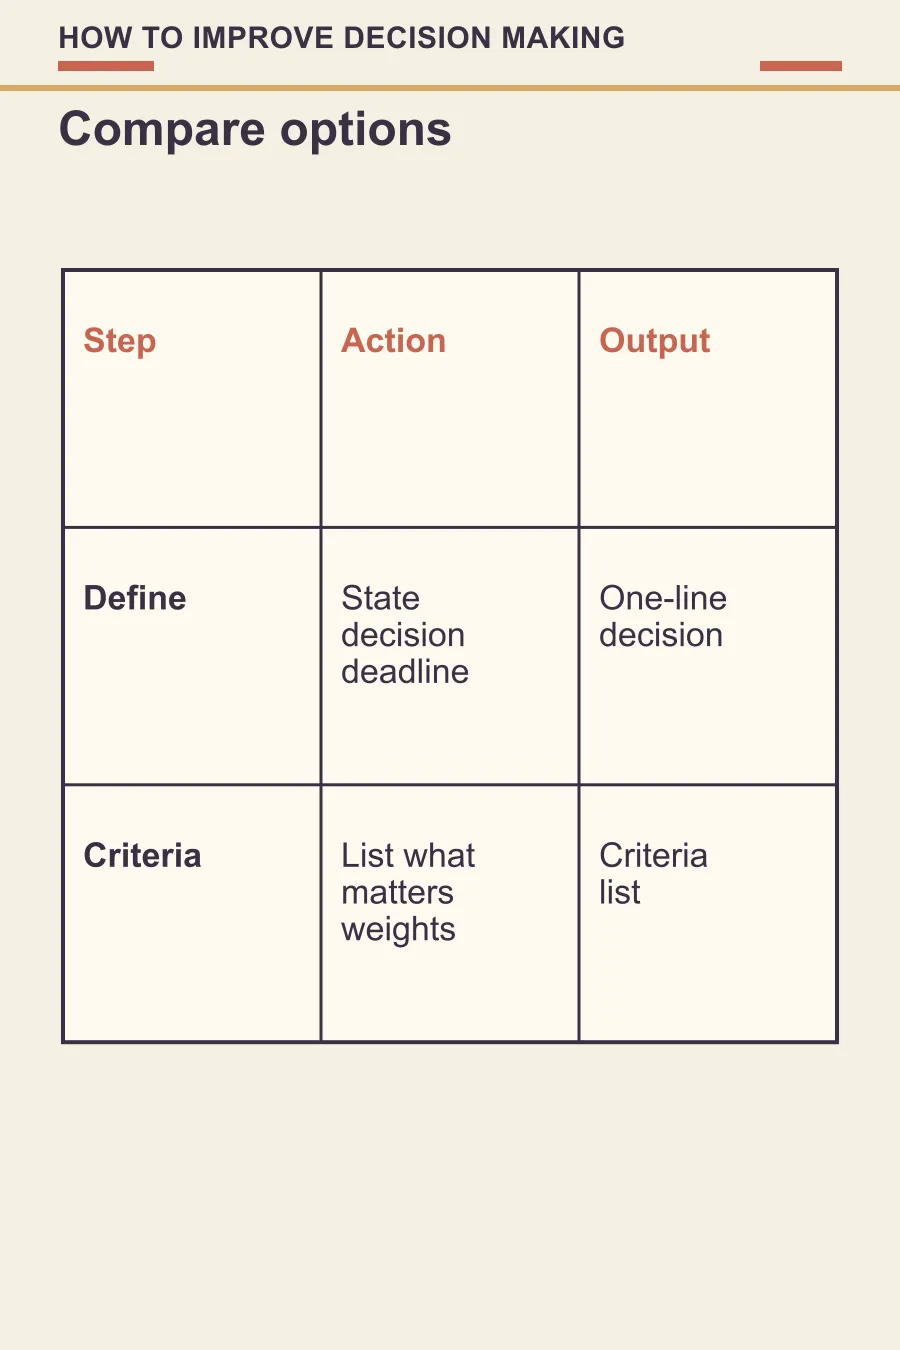 HOW TO IMPROVE DECISION MAKING
Compare options
Step
Action
Output
Define
State
decision
deadline
One-line
decision
Criteria
List what
matters
weights
Criteria
list